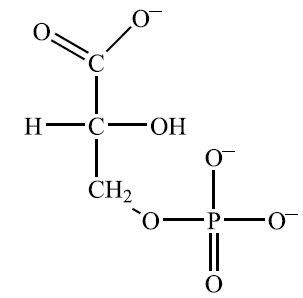 O O⁻
C
H C OH
CH₂ O⁻
O P O⁻
O